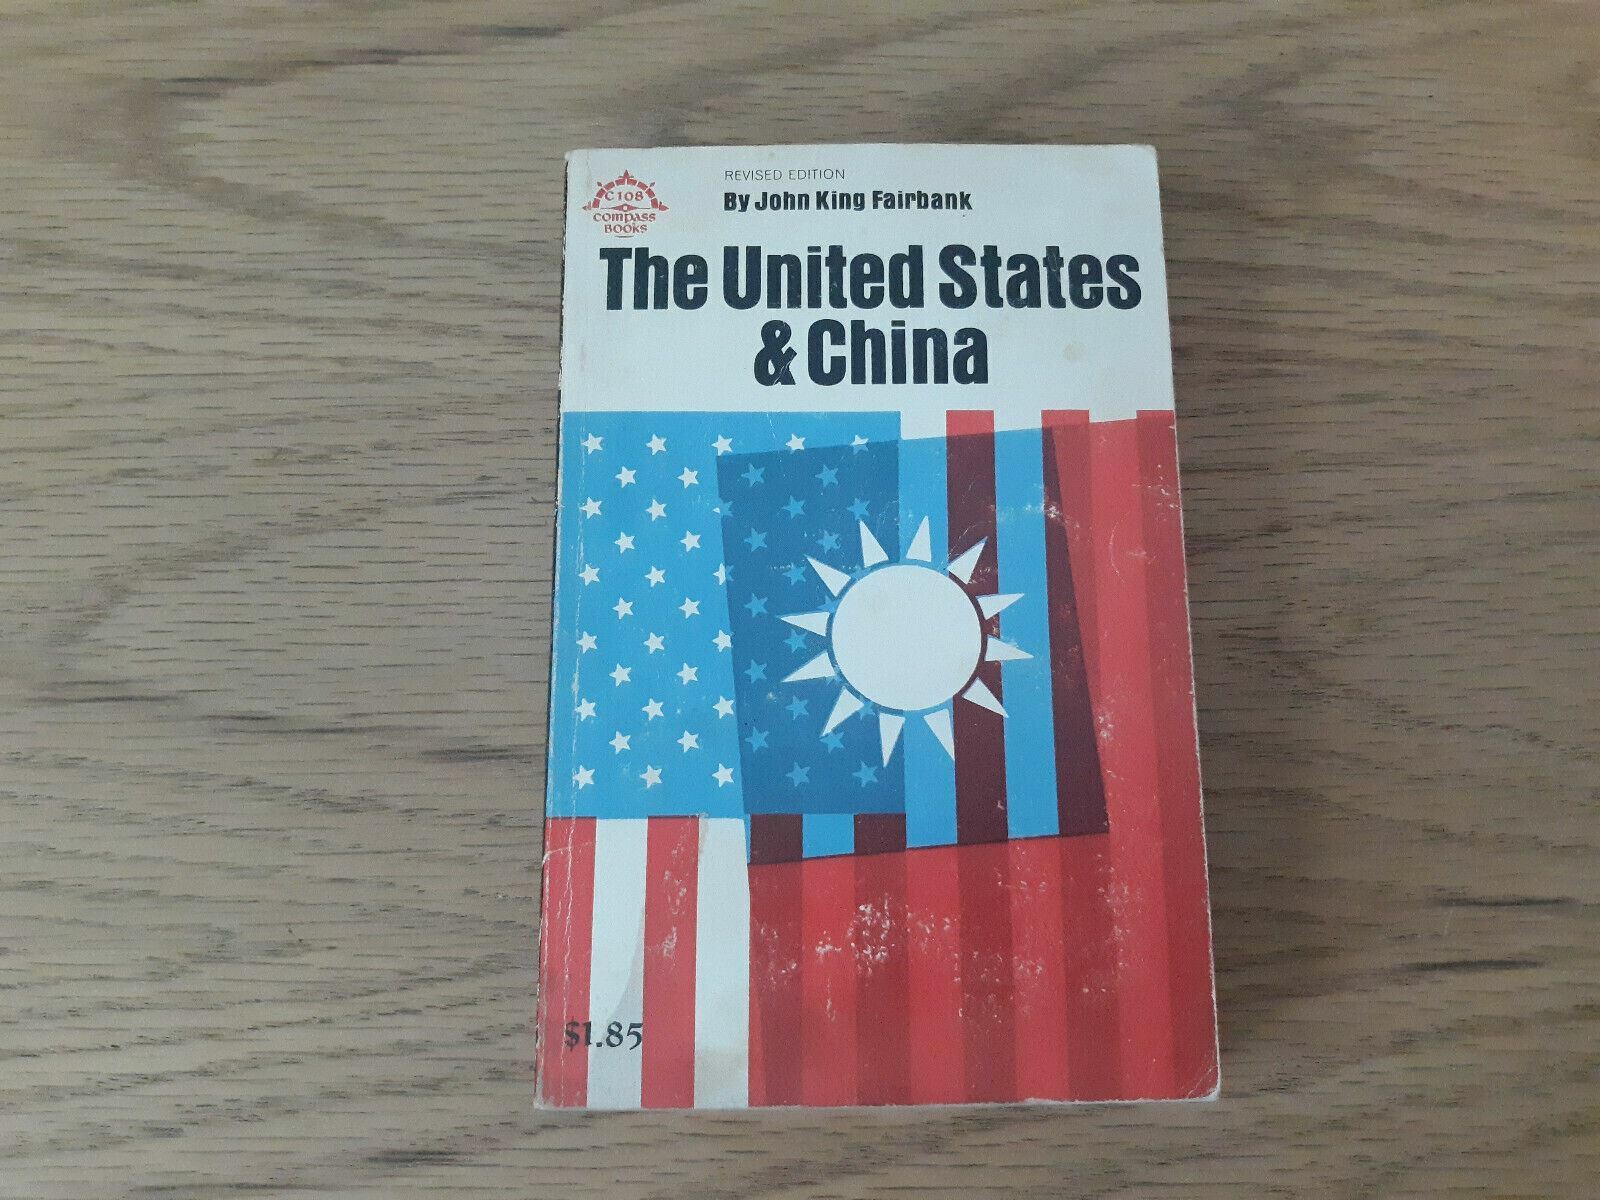 C108
COMPASS
BOOKS
REVISED EDITION
By John King Fairbank
The United States
& China
$1.85